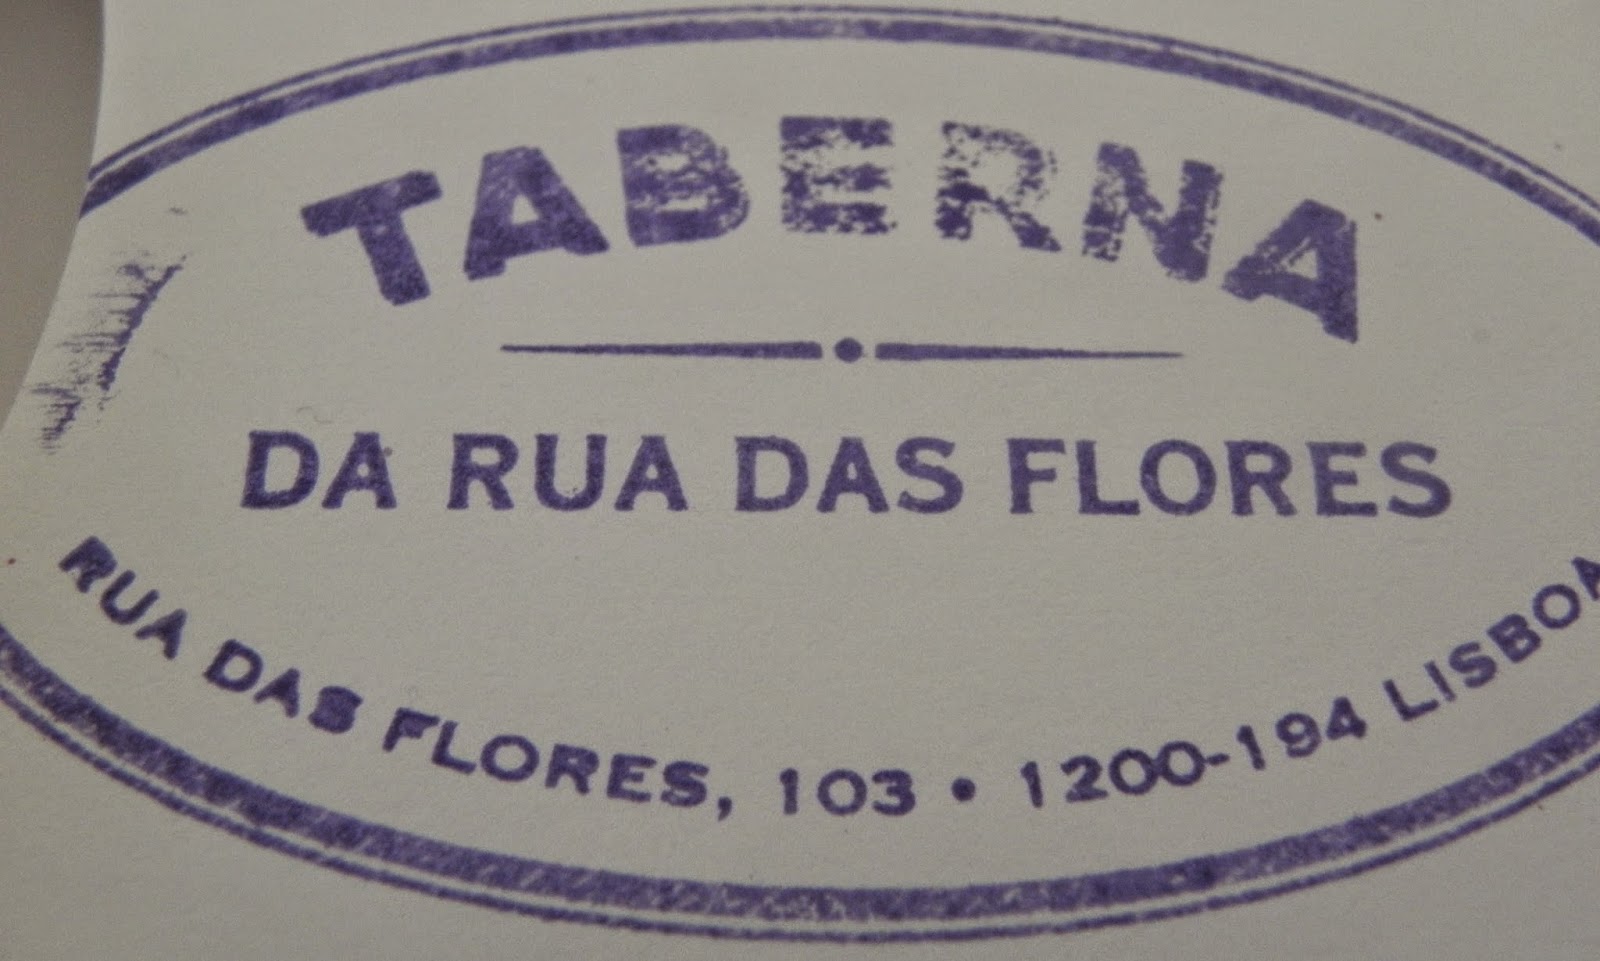 TABERNA
DA RUA DAS FLORES
RUA DAS FLORES, 103 • 1200-194 LISBOA